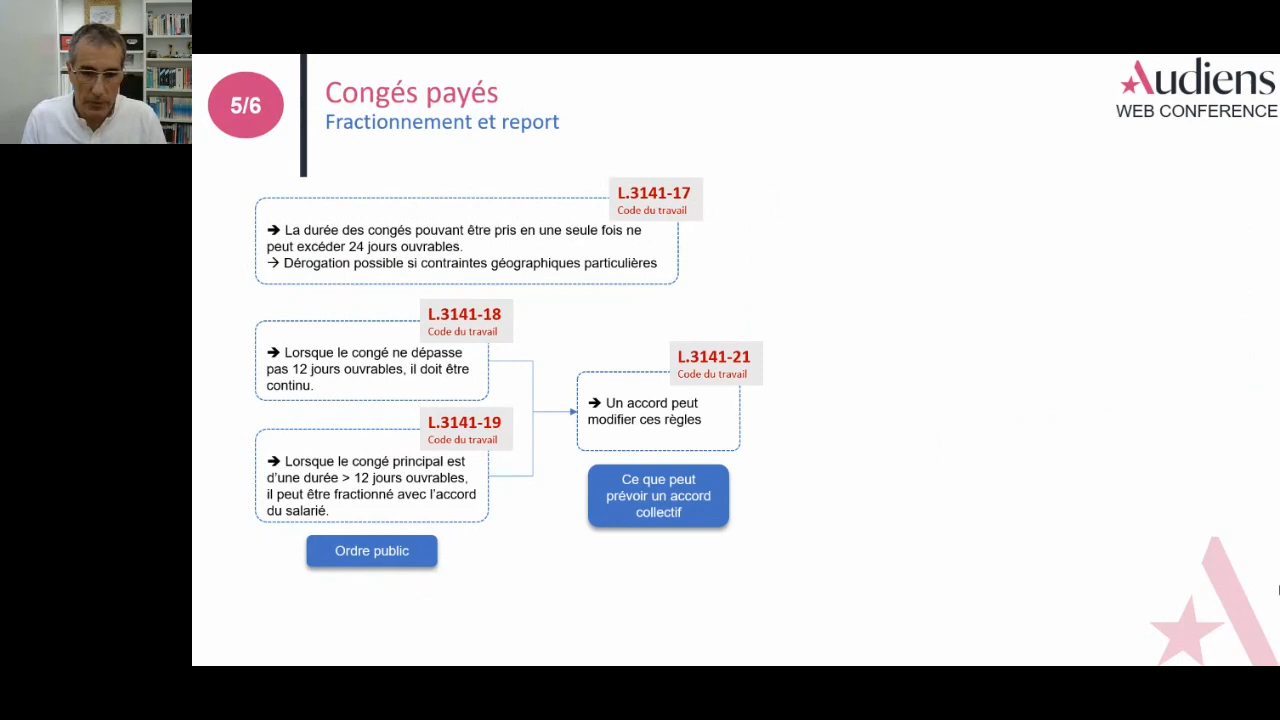 5/6
Congés payés
Fractionnement et report
Audiens
WEB CONFERENCE
L.3141-17
Code du travail
➔ La durée des congés pouvant être pris en une seule fois ne
peut excéder 24 jours ouvrables.
→ Dérogation possible si contraintes géographiques particulières
L.3141-18
Code du travail
➔ Lorsque le congé ne dépasse
pas 12 jours ouvrables, il doit être
continu.
L.3141-19
Code du travail
➔ Lorsque le congé principal est
d'une durée > 12 jours ouvrables,
il peut être fractionné avec l'accord
du salarié.
Ordre public
L.3141-21
Code du travail
➔ Un accord peut
modifier ces règles
Ce que peut
prévoir un accord
collectif